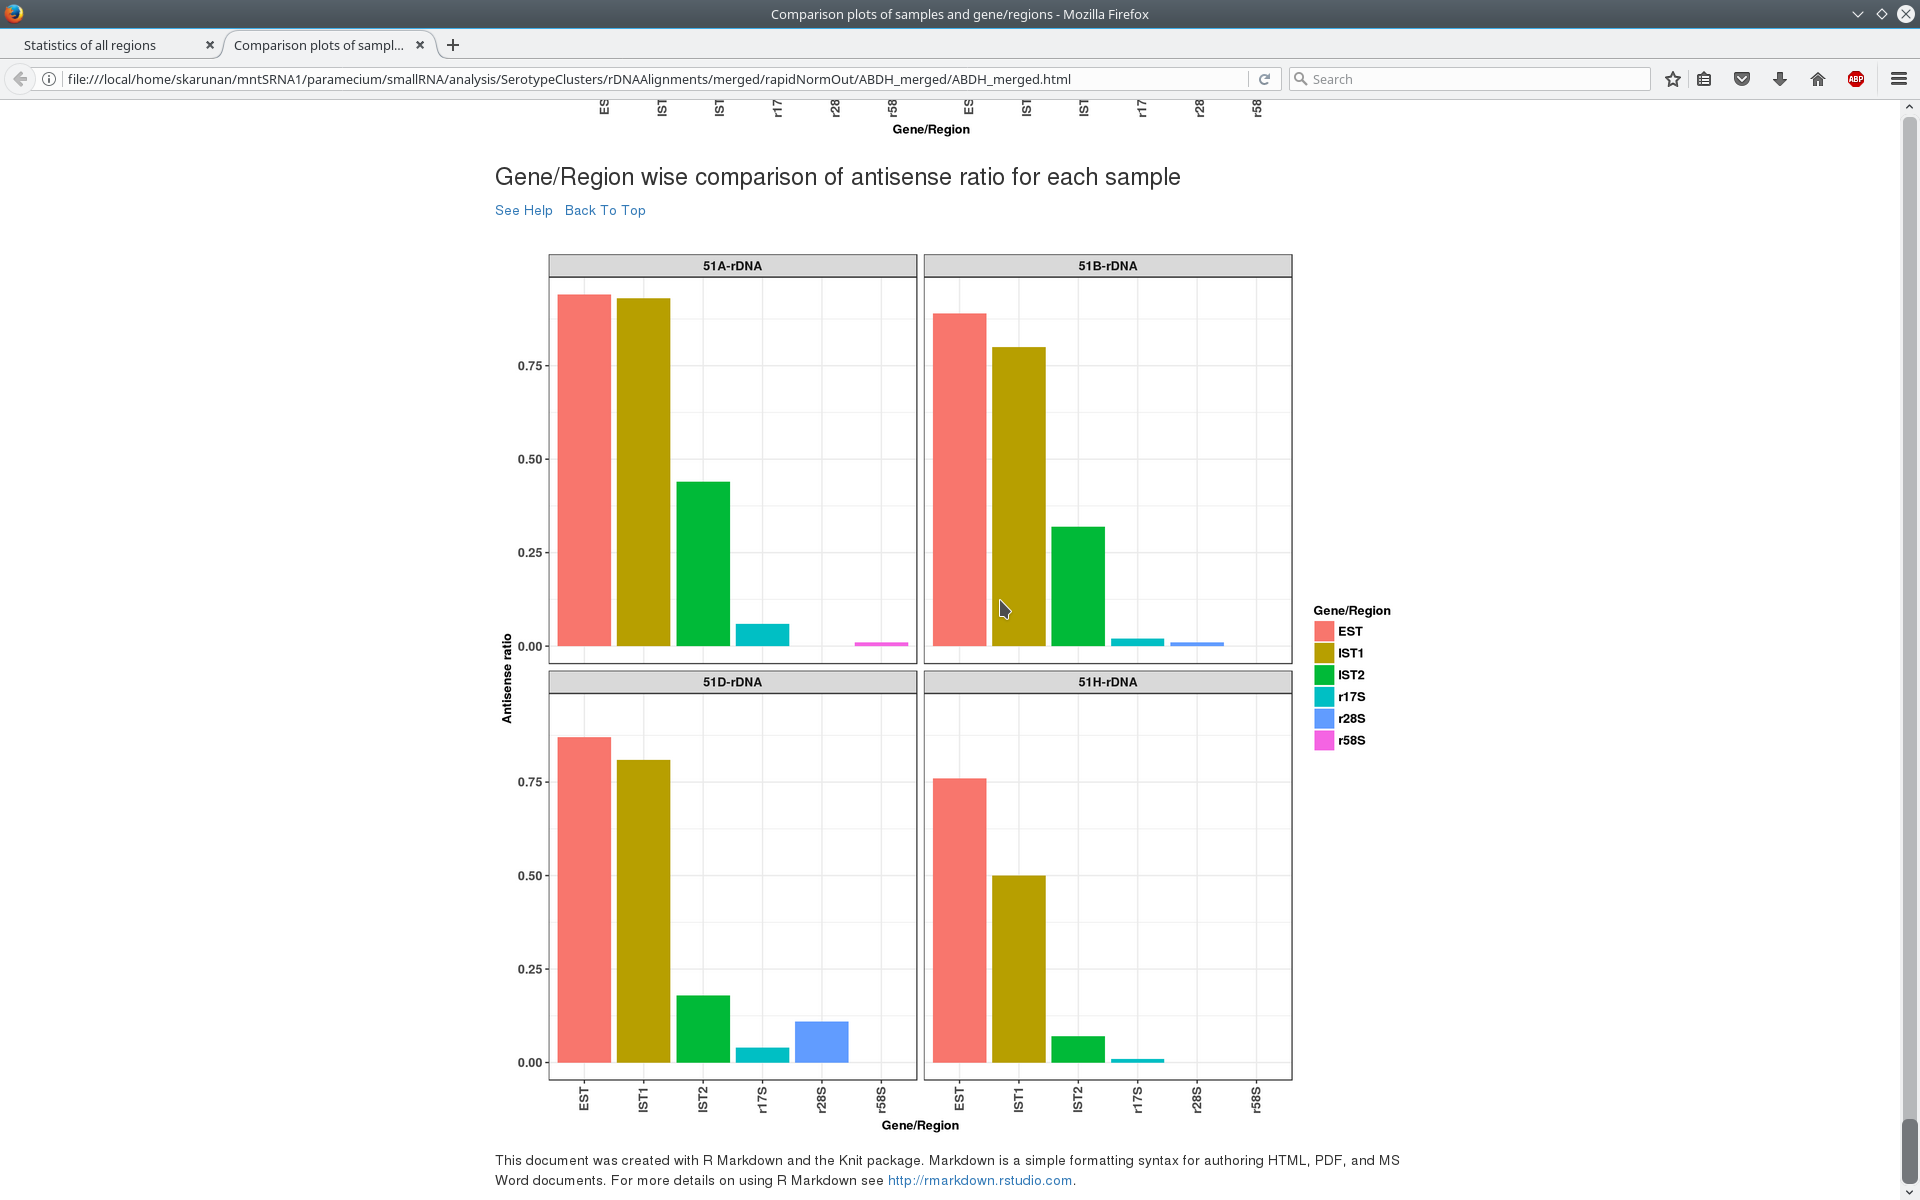 Comparison plots of samples and gene/regions - Mozilla Firefox
Statistics of all regions
Comparison plots of sampl...
file:///local/home/skarunan/mntSRNA1/paramecium/smallRNA/analysis/SerotypeClusters/rDNAAlignments/merged/rapidNormOut/ABDH_merged/ABDH_merged.html
Search
ABP
ES IST IST r17 r28 r58 ES IST IST r17 r28 r58
Gene/Region
Gene/Region wise comparison of antisense ratio for each sample
See Help Back To Top
51A-rDNA
51B-rDNA
0.75
0.50
0.25
0.00
51D-rDNA
51H-rDNA
0.75
0.50
0.25
0.00
Antisense ratio
EST IST1 IST2 r17S r28S r58S EST IST1 IST2 r17S r28S r58S
Gene/Region
Gene/Region
EST
IST1
IST2
r17S
r28S
r58S
This document was created with R Markdown and the Knit package. Markdown is a simple formatting syntax for authoring HTML, PDF, and MS
Word documents. For more details on using R Markdown see http://rmarkdown.rstudio.com.